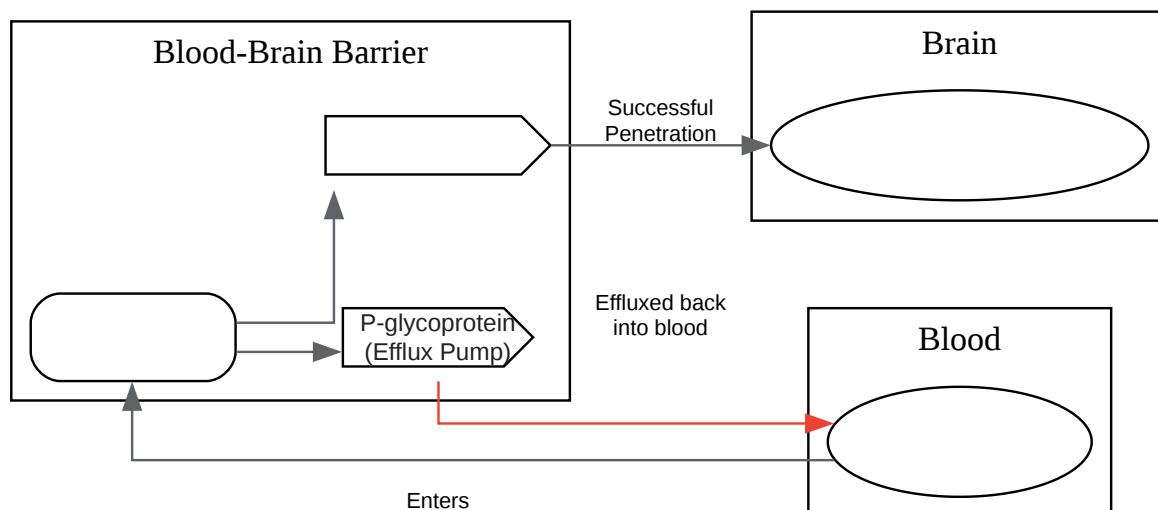 Blood-Brain Barrier
Brain
Successful
Penetration
Effluxed back
into blood
P-glycoprotein
(Efflux Pump)
Blood
Enters